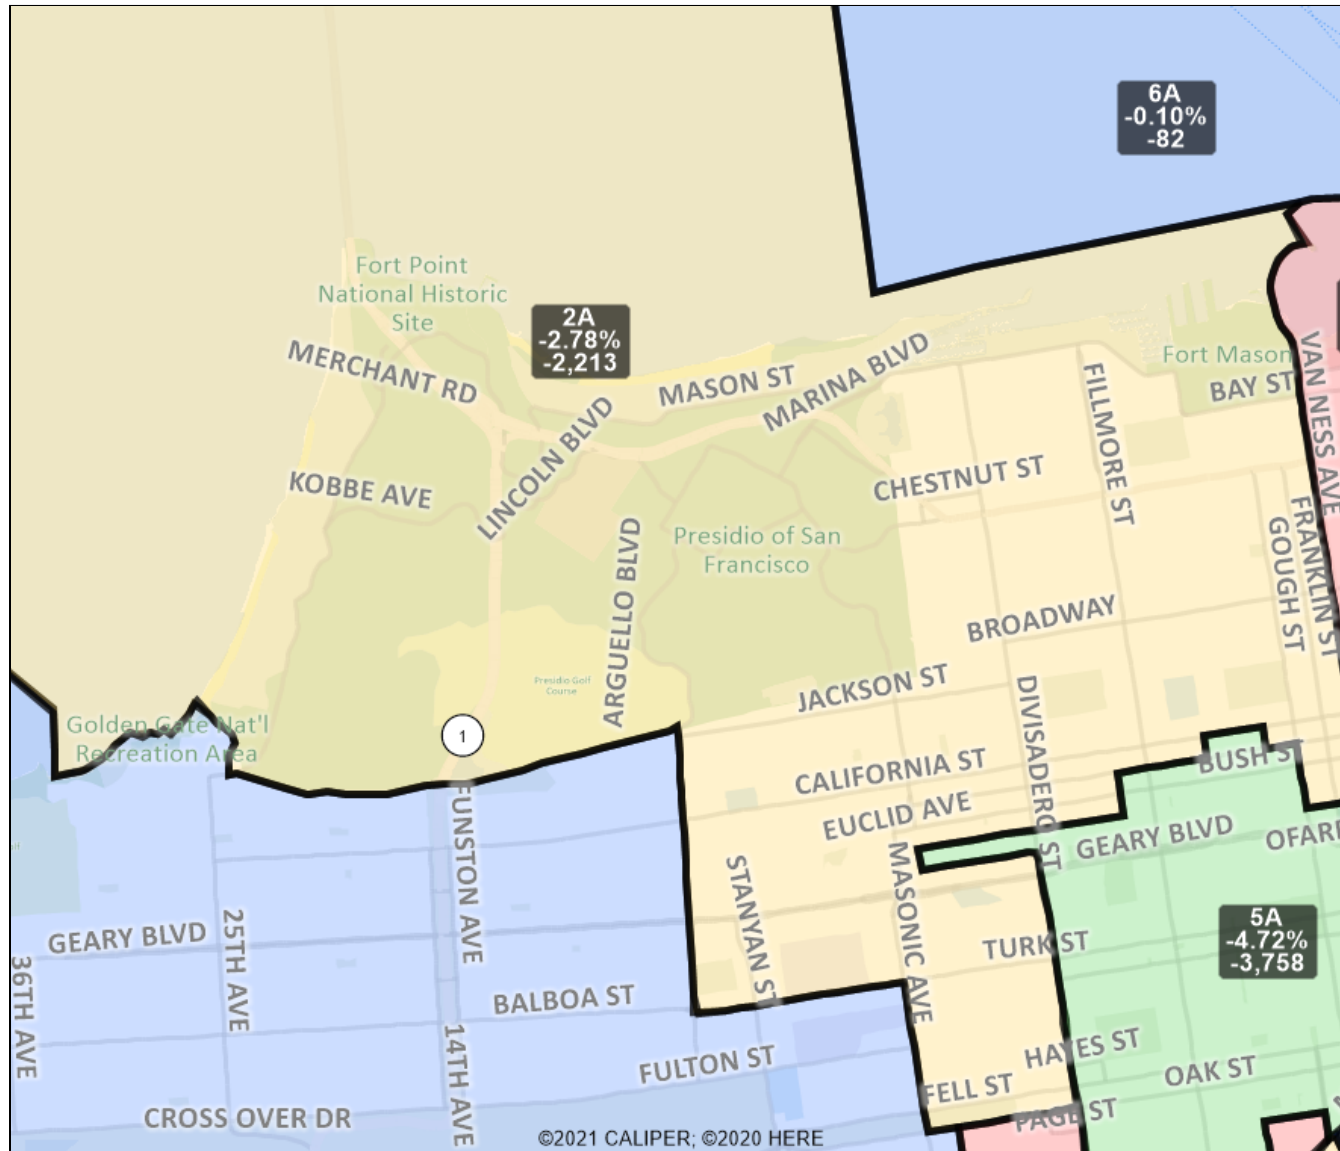 6A
-0.10%
-82
Fort Point
National Historic
Site
2A
-2.78%
-2,213
MERCHANT RD
MASON ST
MARINA BLVD
Fort Mason
BAY ST
VAN NESS AVE
FILLMORE ST
LINCOLN BLVD
KOBBE AVE
CHESTNUT ST
FRANKLIN ST
GOUGH ST
Presidio of San
Francisco
ARGUELLO BLVD
BROADWAY
Presidio Golf
Course
JACKSON ST
DIVISADERO ST
Golden Gate Nat'l
Recreation Area
1
CALIFORNIA ST
BUSH ST
EUCLID AVE
GEARY BLVD
FUNSTON AVE
STANYAN ST
MASONIC AVE
5A
-4.72%
-3,758
GEARY BLVD
25TH AVE
36TH AVE
TURK ST
BALBOA ST
14TH AVE
FULTON ST
HAYES ST
OAK ST
FELL ST
PAGE ST
CROSS OVER DR
©2021 CALIPER; ©2020 HERE